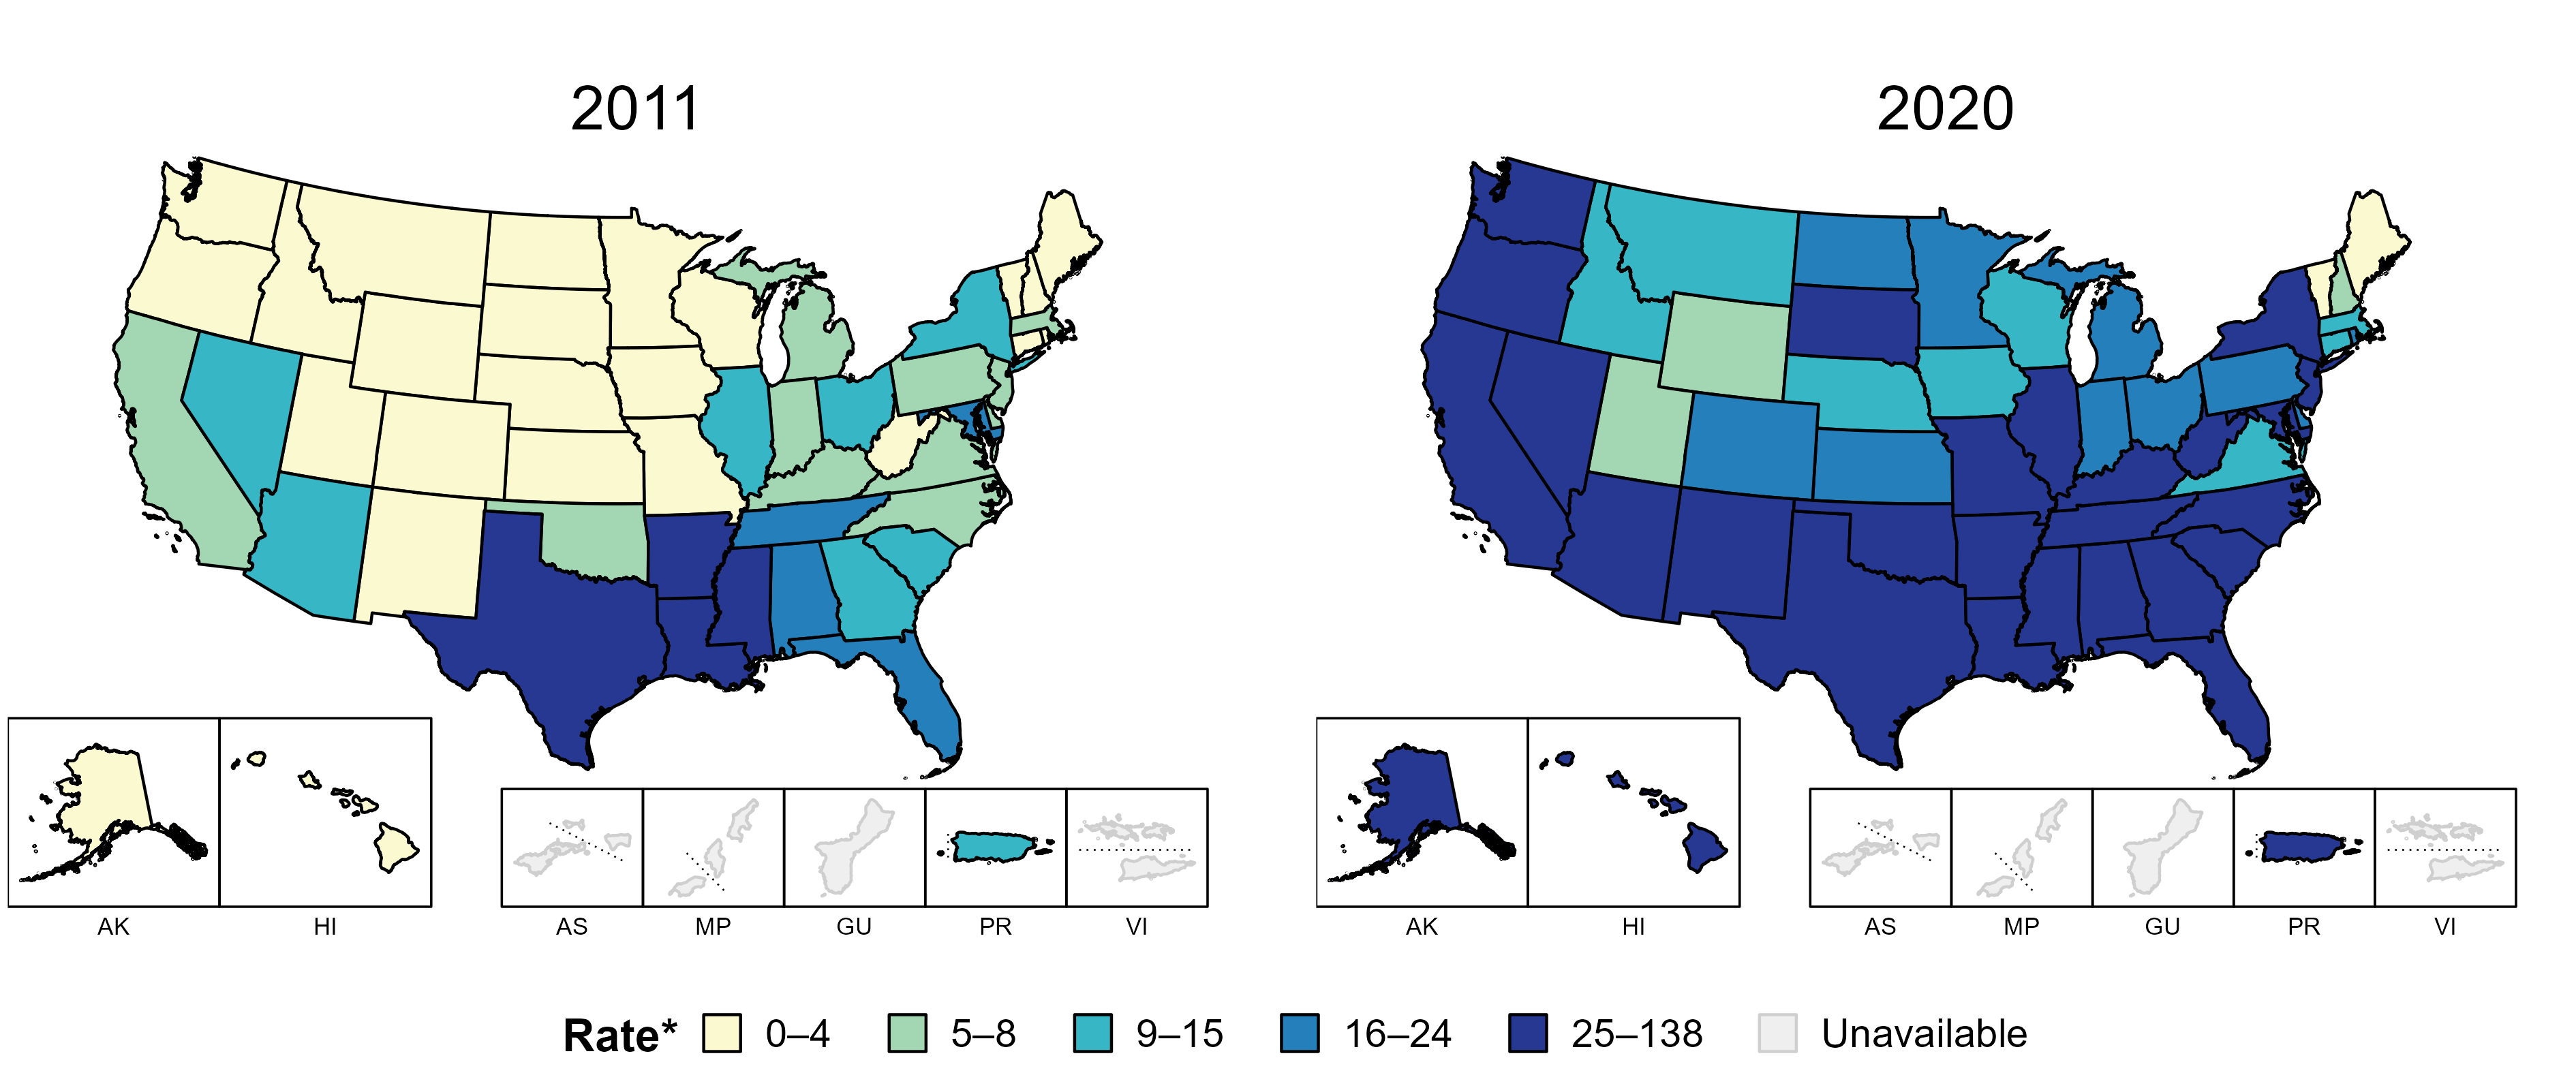 2011
2020
AK
HI
AS
MP
GU
PR
VI
AK
HI
AS
MP
GU
PR
VI
Rate* 0–4 5–8 9–15 16–24 25–138 Unavailable